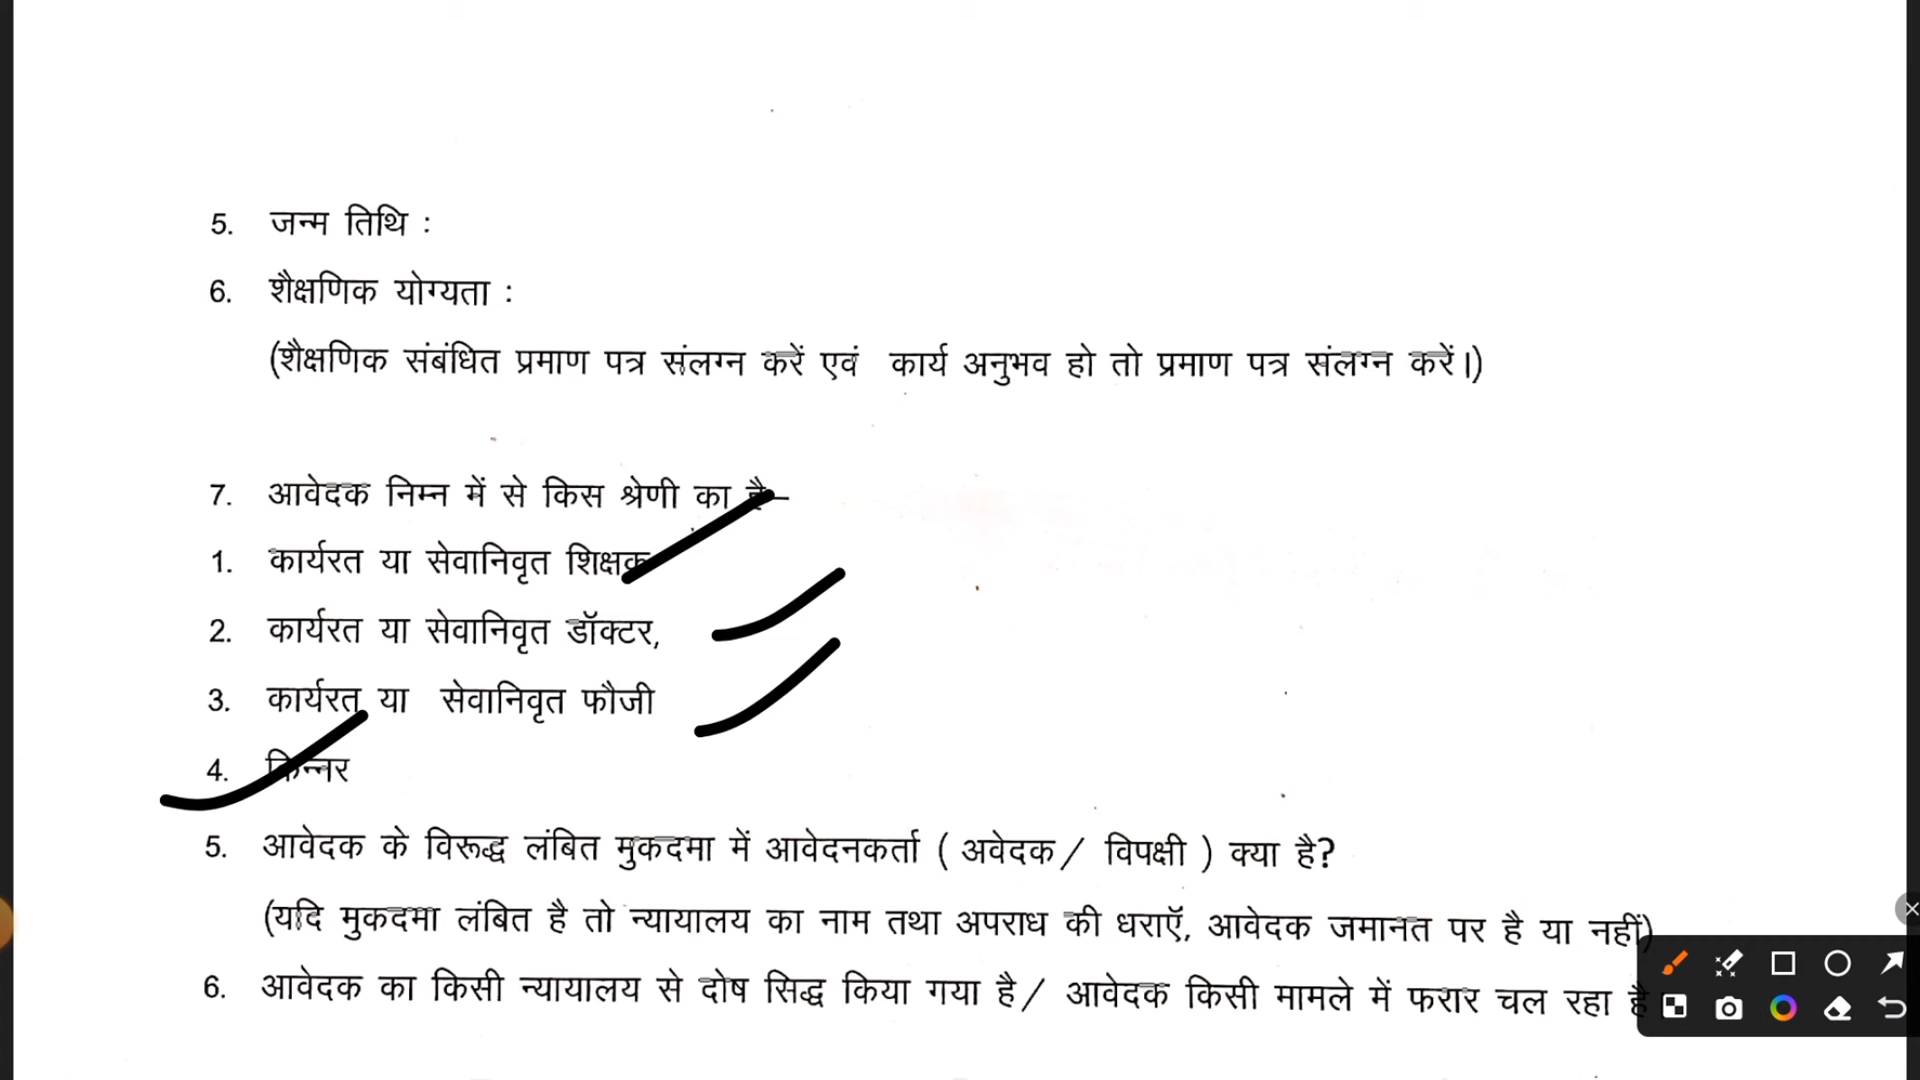 5. जन्म तिथि :
6. शैक्षणिक योग्यता :
(शैक्षणिक संबंधित प्रमाण पत्र संलग्न करें एवं कार्य अनुभव हो तो प्रमाण पत्र संलग्न करें।)
7. आवेदक निम्न में से किस श्रेणी का है–
1. कार्यरत या सेवानिवृत शिक्षक
2. कार्यरत या सेवानिवृत डॉक्टर,
3. कार्यरत या सेवानिवृत फौजी
4. किन्नर
5. आवेदक के विरूद्ध लंबित मुकदमा में आवेदनकर्ता ( अवेदक / विपक्षी ) क्या है?
(यदि मुकदमा लंबित है तो न्यायालय का नाम तथा अपराध की धराऍ, आवेदक जमानत पर है या नहीं)
6. आवेदक का किसी न्यायालय से दोष सिद्ध किया गया है / आवेदक किसी मामले में फरार चल रहा है